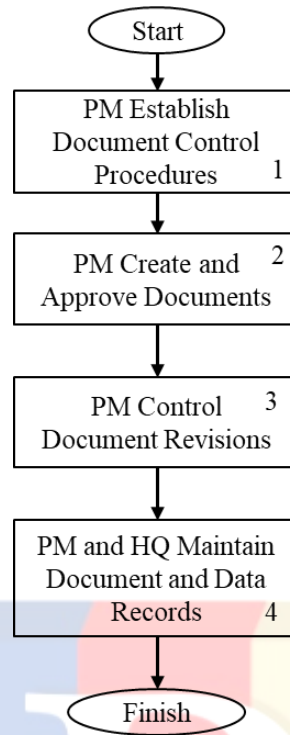 Start
PM Establish
Document Control
Procedures 1
PM Create and 2
Approve Documents
PM Control 3
Document Revisions
PM and HQ Maintain
Document and Data
Records 4
Finish